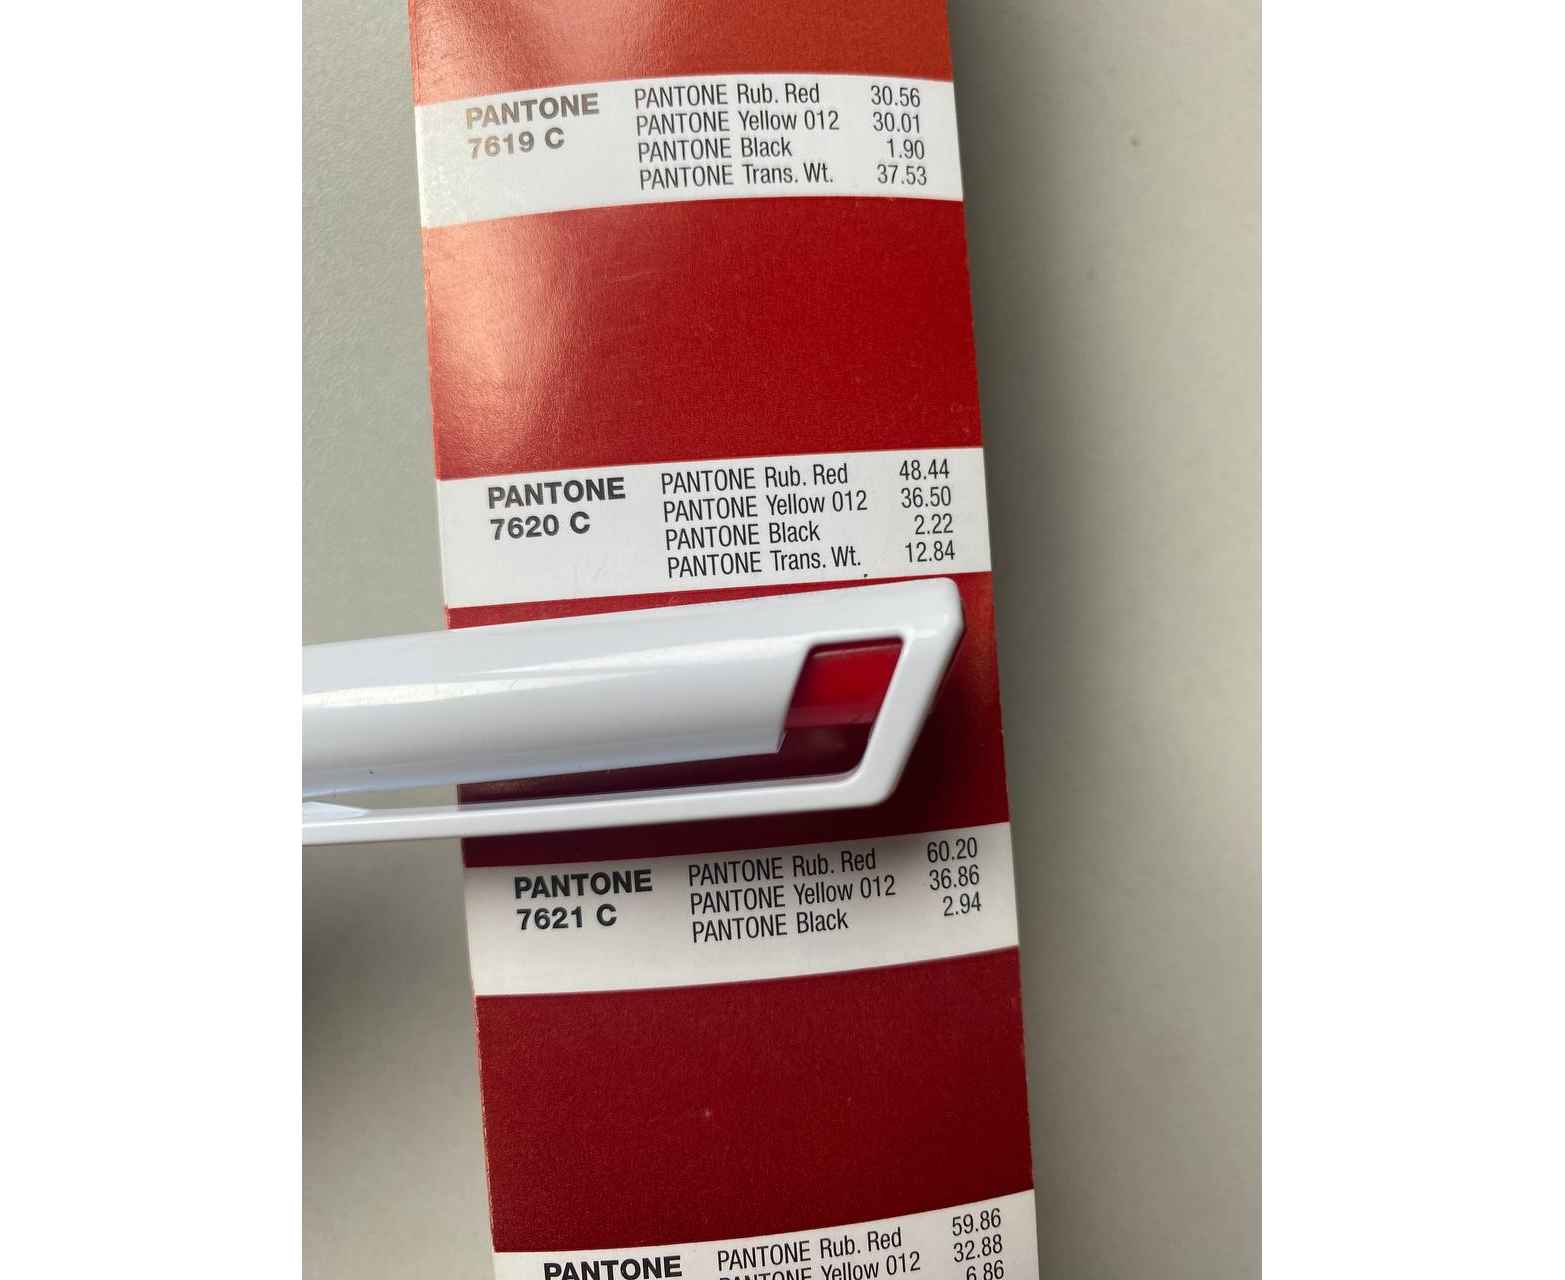 PANTONE
7619 C
PANTONE Rub. Red 30.56
PANTONE Yellow 012 30.01
PANTONE Black 1.90
PANTONE Trans. Wt. 37.53
PANTONE
7620 C
PANTONE Rub. Red 48.44
PANTONE Yellow 012 36.50
PANTONE Black 2.22
PANTONE Trans. Wt. 12.84
PANTONE
7621 C
PANTONE Rub. Red 60.20
PANTONE Yellow 012 36.86
PANTONE Black 2.94
PANTONE
PANTONE Rub. Red 59.86
PANTONE Yellow 012 32.88
6.86